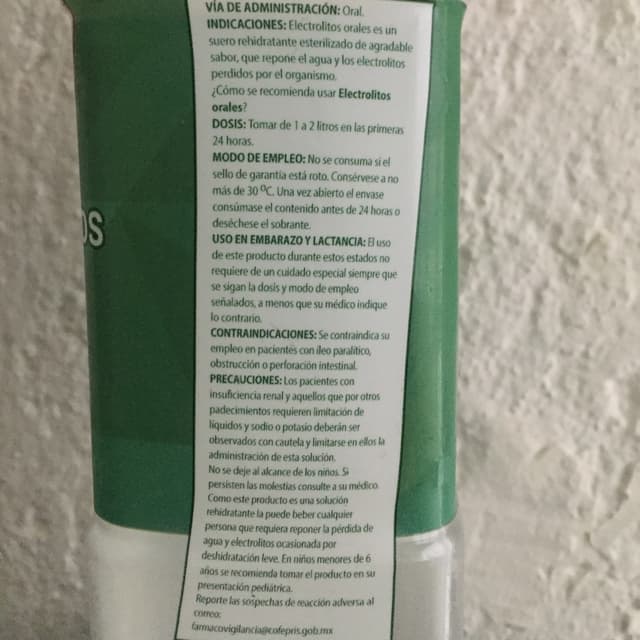 VÍA DE ADMINISTRACIÓN: Oral.
INDICACIONES: Electrolitos orales es un
suero rehidratante esterilizado de agradable
sabor, que repone el agua y los electrolitos
perdidos por el organismo.
¿Cómo se recomienda usar Electrolitos
orales?
DOSIS: Tomar de 1 a 2 litros en las primeras
24 horas.
MODO DE EMPLEO: No se consuma si el
sello de garantía está roto. Consérvese a no
más de 30 ºC. Una vez abierto el envase
consúmase el contenido antes de 24 horas o
deséchese el sobrante.
USO EN EMBARAZO Y LACTANCIA: El uso
de este producto durante estos estados no
requiere de un cuidado especial siempre que
se sigan la dosis y modo de empleo
señalados, a menos que su médico indique
lo contrario.
CONTRAINDICACIONES: Se contraindica su
empleo en pacientes con íleo paralítico,
obstrucción o perforación intestinal.
PRECAUCIONES: Los pacientes con
insuficiencia renal y aquellos que por otros
padecimientos requieren limitación de
líquidos y sodio o potasio deberán ser
observados con cautela y limitarse en ellos la
administración de esta solución.
No se deje al alcance de los niños. Si
persisten las molestias consulte a su médico.
Como este producto es una solución
rehidratante la puede beber cualquier
persona que requiera reponer la pérdida de
agua y electrolitos ocasionada por
deshidratación leve. En niños menores de 6
años se recomienda tomar el producto en su
presentación pediátrica.
Reporte las sospechas de reacción adversa al
correo:
farmacovigilancia@cofepris.gob.mx
OS